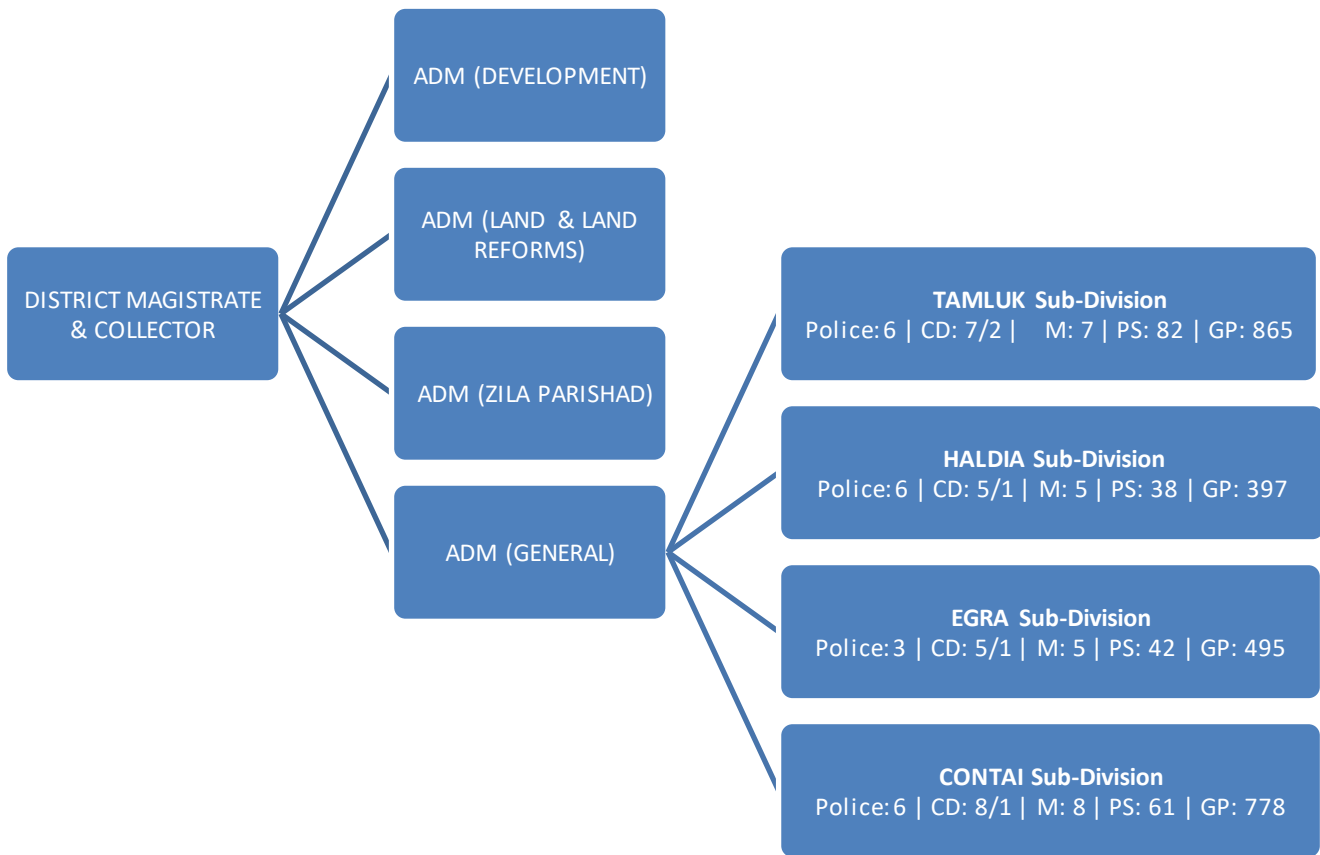 DISTRICT MAGISTRATE
& COLLECTOR
ADM (DEVELOPMENT)
ADM (LAND & LAND
REFORMS)
ADM (ZILA PARISHAD)
ADM (GENERAL)
TAMLUK Sub-Division
Police: 6 | CD: 7/2 | M: 7 | PS: 82 | GP: 865
HALDIA Sub-Division
Police: 6 | CD: 5/1 | M: 5 | PS: 38 | GP: 397
EGRA Sub-Division
Police: 3 | CD: 5/1 | M: 5 | PS: 42 | GP: 495
CONTAI Sub-Division
Police: 6 | CD: 8/1 | M: 8 | PS: 61 | GP: 778